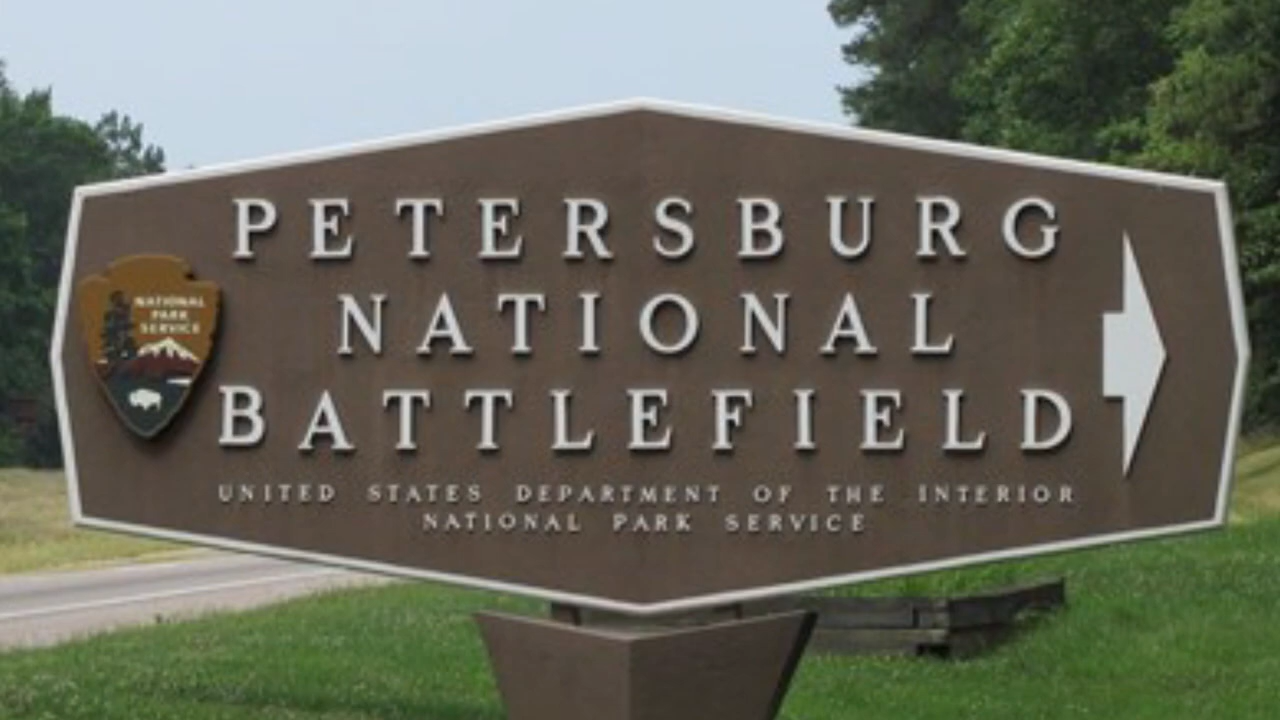 PETERSBURG
NATIONAL
BATTLEFIELD
UNITED STATES DEPARTMENT OF THE INTERIOR
NATIONAL PARK SERVICE
NATIONAL
PARK
SERVICE